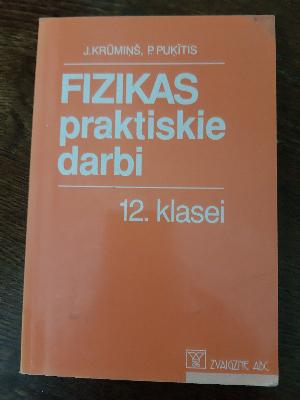 J. KRŪMIŅŠ, P. PUĶĪTIS
FIZIKAS
praktiskie
darbi
12. klasei
ZVAIGZNE ABC